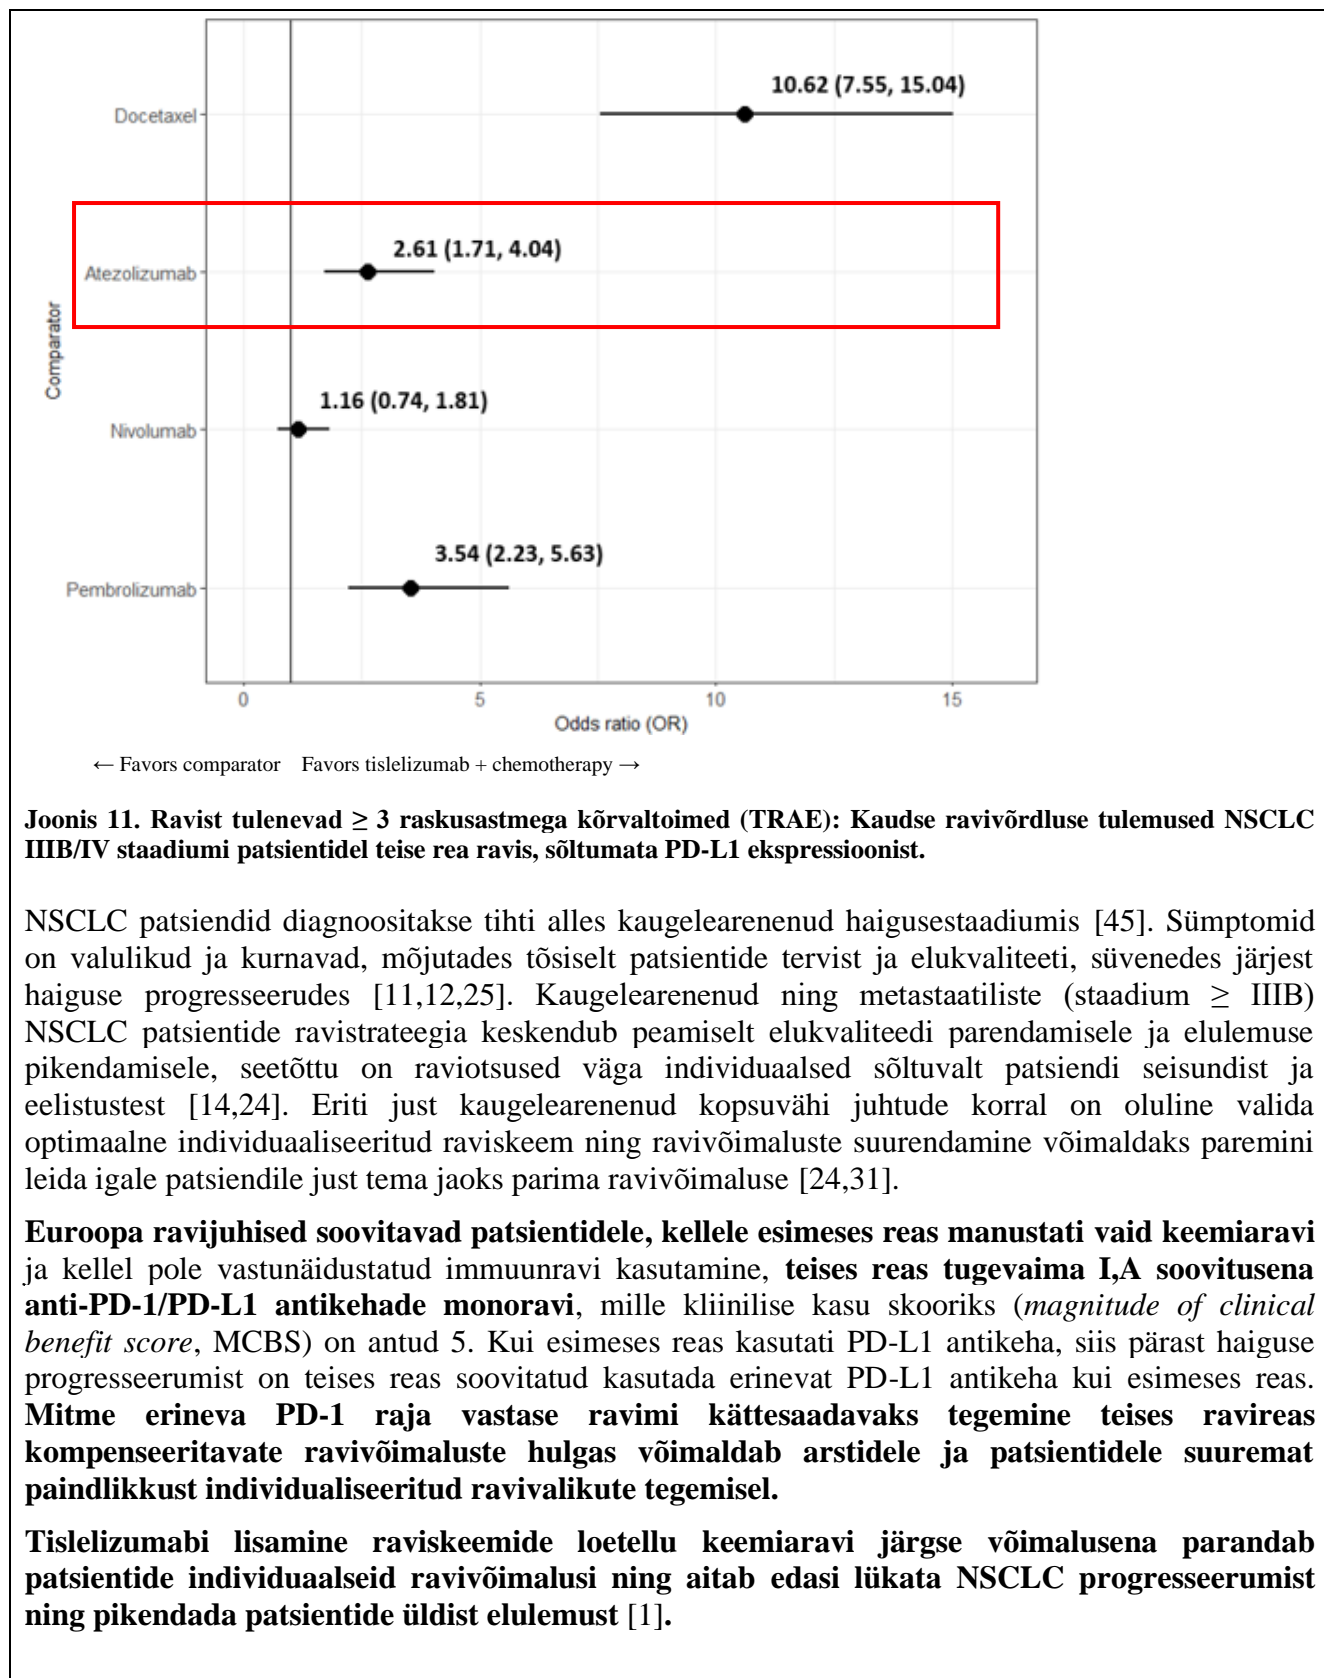 10.62 (7.55, 15.04)
Docetaxel
2.61 (1.71, 4.04)
Atezolizumab
Comparator
1.16 (0.74, 1.81)
Nivolumab
3.54 (2.23, 5.63)
Pembrolizumab
0 5 10 15
Odds ratio (OR)
← Favors comparator Favors tislelizumab + chemotherapy →
Joonis 11. Ravist tulenevad ≥ 3 raskusastmega kõrvaltoimed (TRAE): Kaudse ravivõrdluse tulemused NSCLC
IIIB/IV staadiumi patsientidel teise rea ravis, sõltumata PD-L1 ekspressioonist.
NSCLC patsiendid diagnoositakse tihti alles kaugelearenenud haigusestaadiumis [45]. Sümptomid
on valulikud ja kurnavad, mõjutades tõsiselt patsientide tervist ja elukvaliteeti, süvenedes järjest
haiguse progresseerudes [11,12,25]. Kaugelearenenud ning metastaatiliste (staadium ≥ IIIB)
NSCLC patsientide ravistrateegia keskendub peamiselt elukvaliteedi parendamisele ja elulemuse
pikendamisele, seetõttu on raviotsused väga individuaalsed sõltuvalt patsiendi seisundist ja
eelistustest [14,24]. Eriti just kaugelearenenud kopsuvähi juhtude korral on oluline valida
optimaalne individuaaliseeritud raviskeem ning ravivõimaluste suurendamine võimaldaks paremini
leida igale patsiendile just tema jaoks parima ravivõimaluse [24,31].
Euroopa ravijuhised soovitavad patsientidele, kellele esimeses reas manustati vaid keemiaravi
ja kellel pole vastunäidustatud immuunravi kasutamine, teises reas tugevaima I,A soovitusena
anti-PD-1/PD-L1 antikehade monoravi, mille kliinilise kasu skooriks (magnitude of clinical
benefit score, MCBS) on antud 5. Kui esimeses reas kasutati PD-L1 antikeha, siis pärast haiguse
progresseerumist on teises reas soovitatud kasutada erinevat PD-L1 antikeha kui esimeses reas.
Mitme erineva PD-1 raja vastase ravimi kättesaadavaks tegemine teises ravireas
kompenseeritavate ravivõimaluste hulgas võimaldab arstidele ja patsientidele suuremat
paindlikkust individualiseeritud ravivalikute tegemisel.
Tislelizumabi lisamine raviskeemide loetellu keemiaravi järgse võimalusena parandab
patsientide individuaalseid ravivõimalusi ning aitab edasi lükata NSCLC progresseerumist
ning pikendada patsientide üldist elulemust [1].